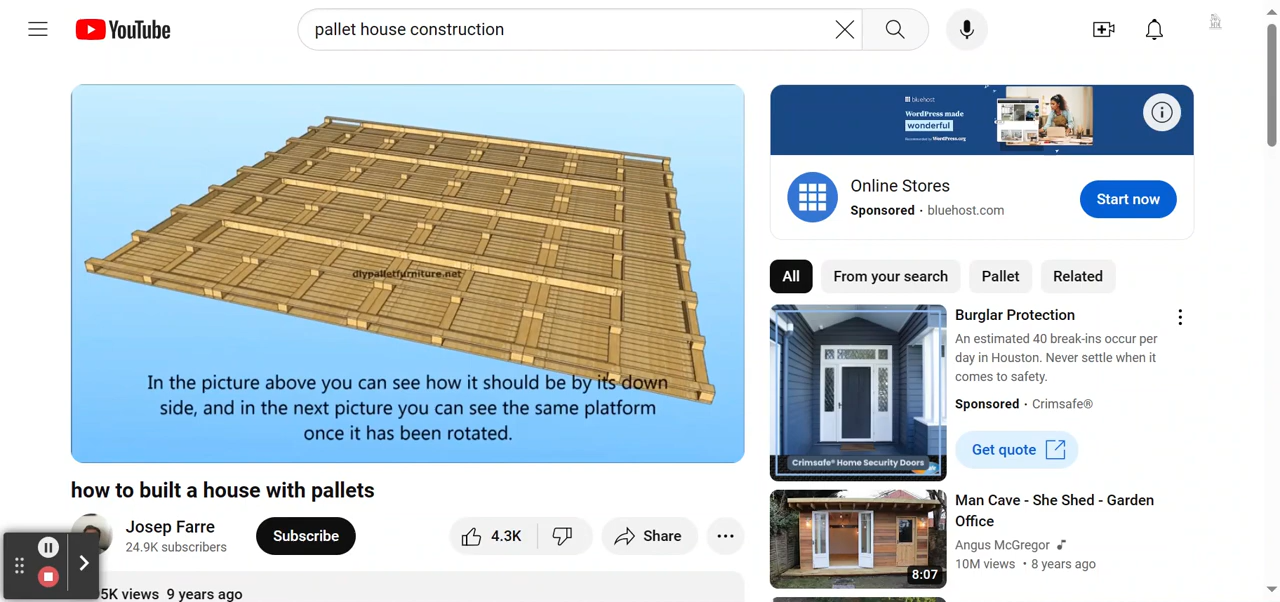 YouTube
pallet house construction
diypalletfurniture.net
In the picture above you can see how it should be by its down
side, and in the next picture you can see the same platform
once it has been rotated.
how to built a house with pallets
Josep Farre
24.9K subscribers
Subscribe
4.3K
Share
5K views 9 years ago
bluehost
WordPress made
wonderful
Online Stores
Sponsored · bluehost.com
Start now
All
From your search
Pallet
Related
Burglar Protection
An estimated 40 break-ins occur per
day in Houston. Never settle when it
comes to safety.
Sponsored · Crimsafe®
Get quote
Crimsafe® Home Security Doors
Man Cave - She Shed - Garden
Office
Angus McGregor
10M views · 8 years ago
8:07